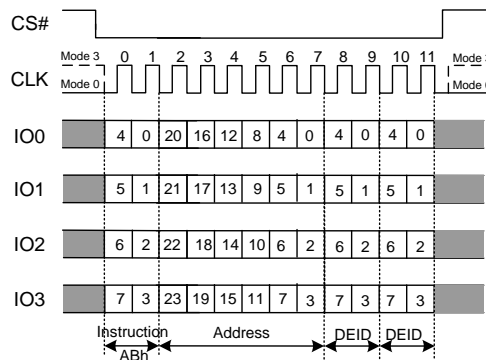 CS#
Mode 3 0 1 2 3 4 5 6 7 8 9 10 11 Mode 3
CLK
Mode 0 Mode
IO0 4 0 20 16 12 8 4 0 4 0 4 0
IO1 5 1 21 17 13 9 5 1 5 1 5 1
IO2 6 2 22 18 14 10 6 2 6 2 6 2
IO3 7 3 23 19 15 11 7 3 7 3 7 3
Instruction Address DEID DEID
ABh